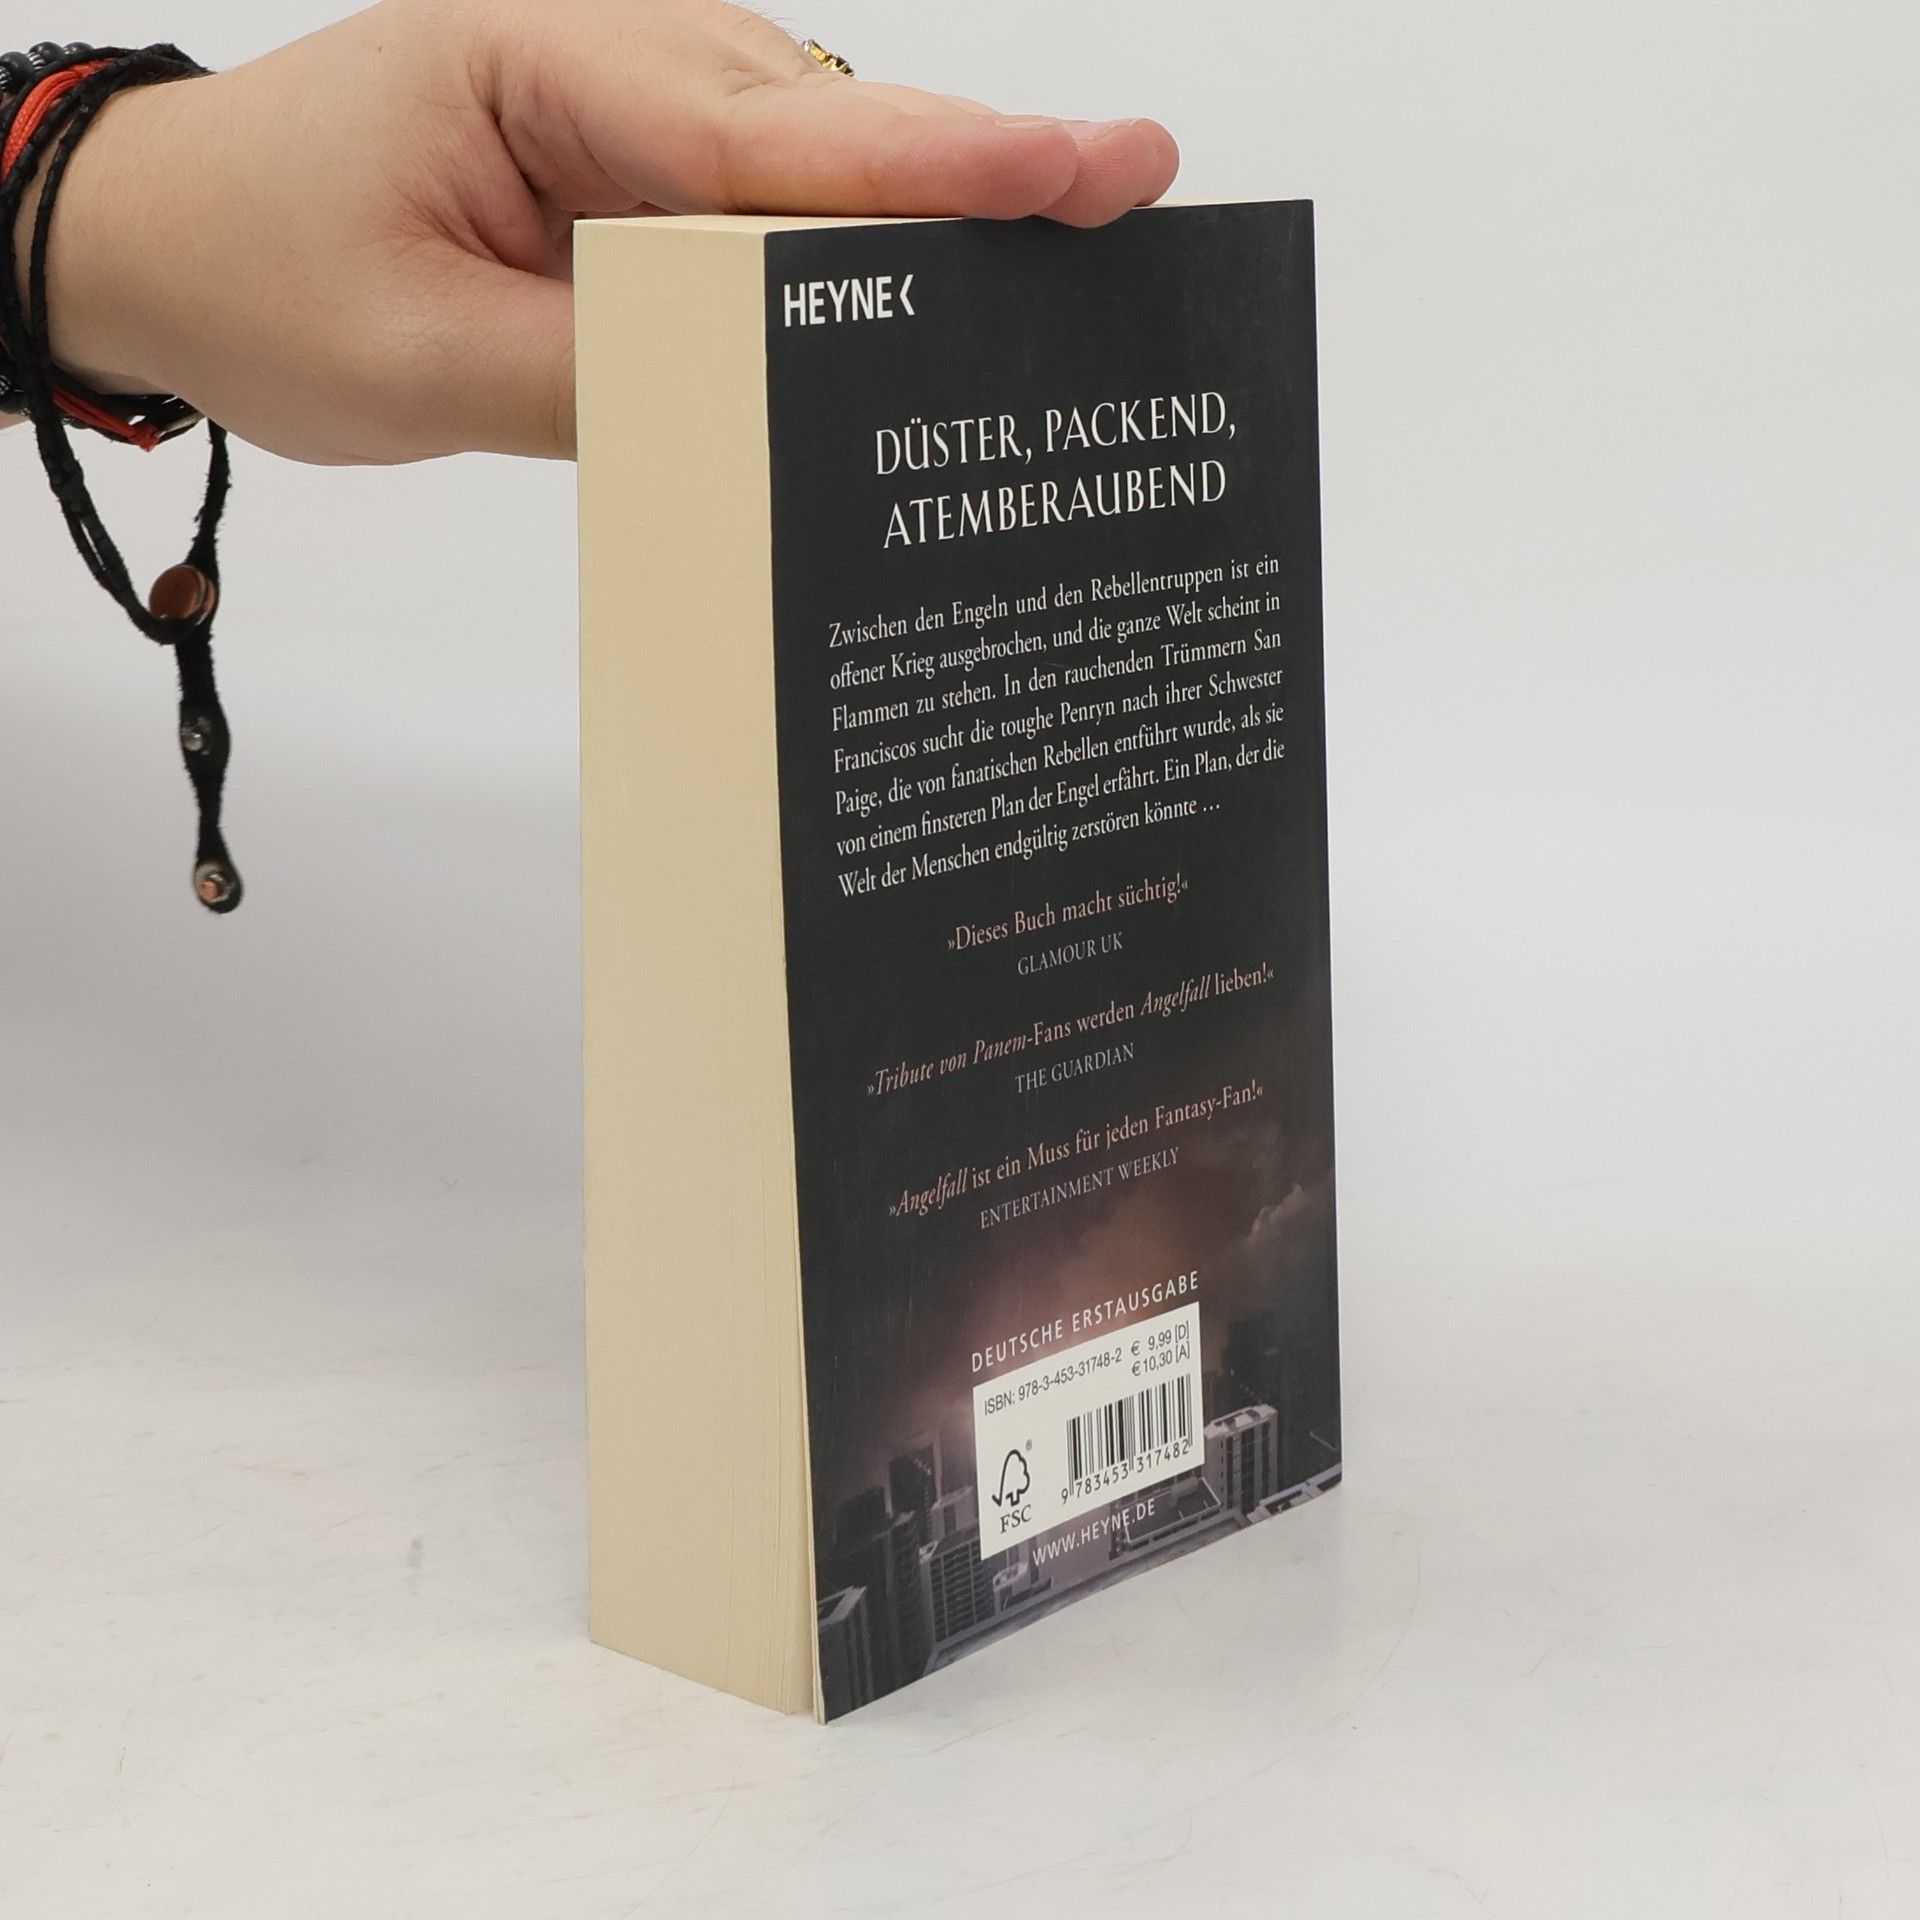 HEYNE<
DÜSTER, PACKEND,
ATEMBERAUBEND
Zwischen den Engeln und den Rebellentruppen ist ein
offener Krieg ausgebrochen, und die ganze Welt scheint in
Flammen zu stehen. In den rauchenden Trümmern San
Franciscos sucht die toughe Penryn nach ihrer Schwester
Paige, die von fanatischen Rebellen entführt wurde, als sie
von einem finsteren Plan der Engel erfährt. Ein Plan, der die
Welt der Menschen endgültig zerstören könnte …
»Dieses Buch macht süchtig!«
GLAMOUR UK
»Tribute von Panem-Fans werden Angelfall lieben!«
THE GUARDIAN
»Angelfall ist ein Muss für jeden Fantasy-Fan!«
ENTERTAINMENT WEEKLY
DEUTSCHE ERSTAUSGABE
ISBN: 978-3-453-31748-2 € 9,99 [D]
€ 10,30 [A]
9 783453 317482
® FSC
WWW.HEYNE.DE